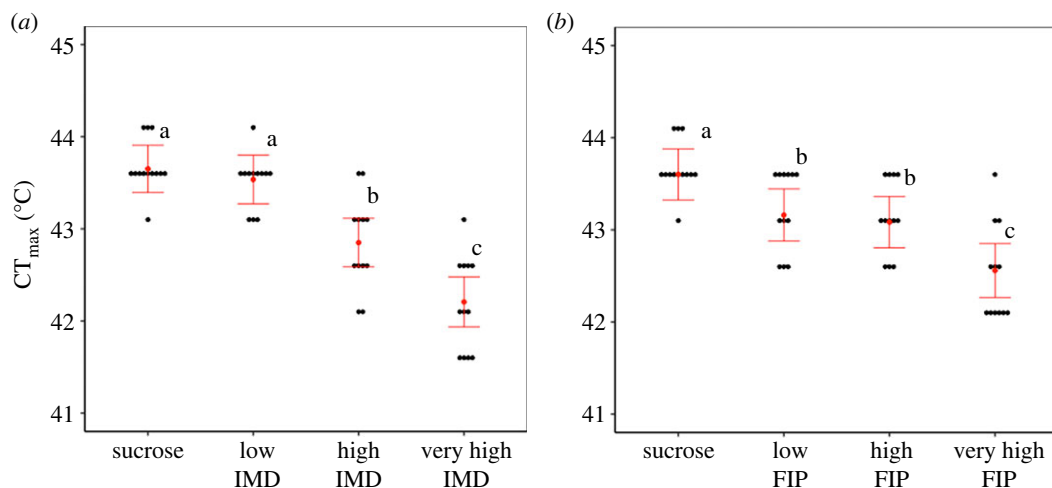 (a)
45
44
43
42
41
CTmax (°C)
a
a
b
c
sucrose
low IMD
high IMD
very high IMD
(b)
45
44
43
42
41
a
b
b
c
sucrose
low FIP
high FIP
very high FIP